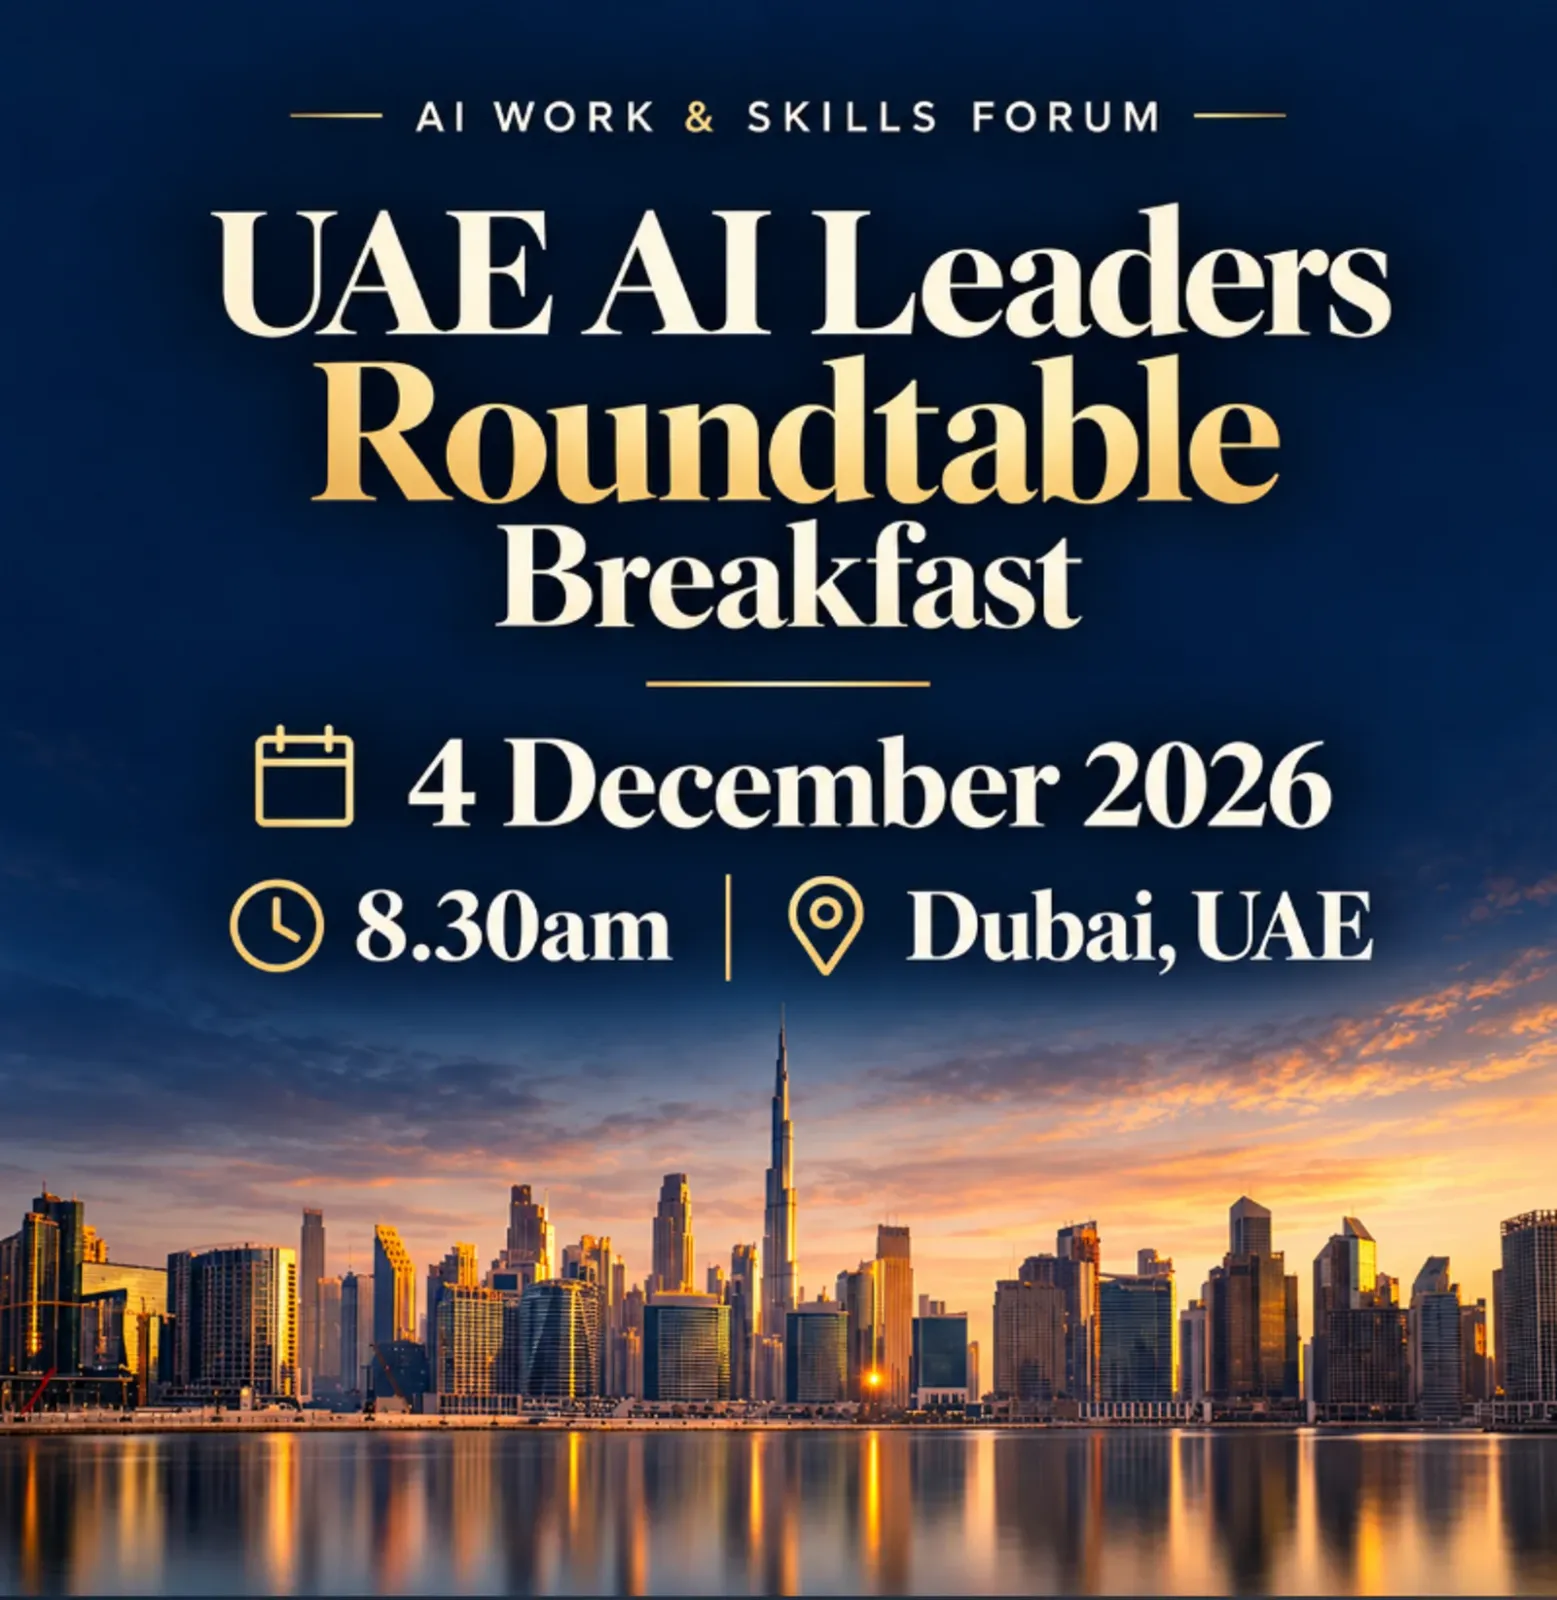 AI WORK & SKILLS FORUM
UAE AI Leaders
Roundtable
Breakfast
4 December 2026
8.30am | Dubai, UAE